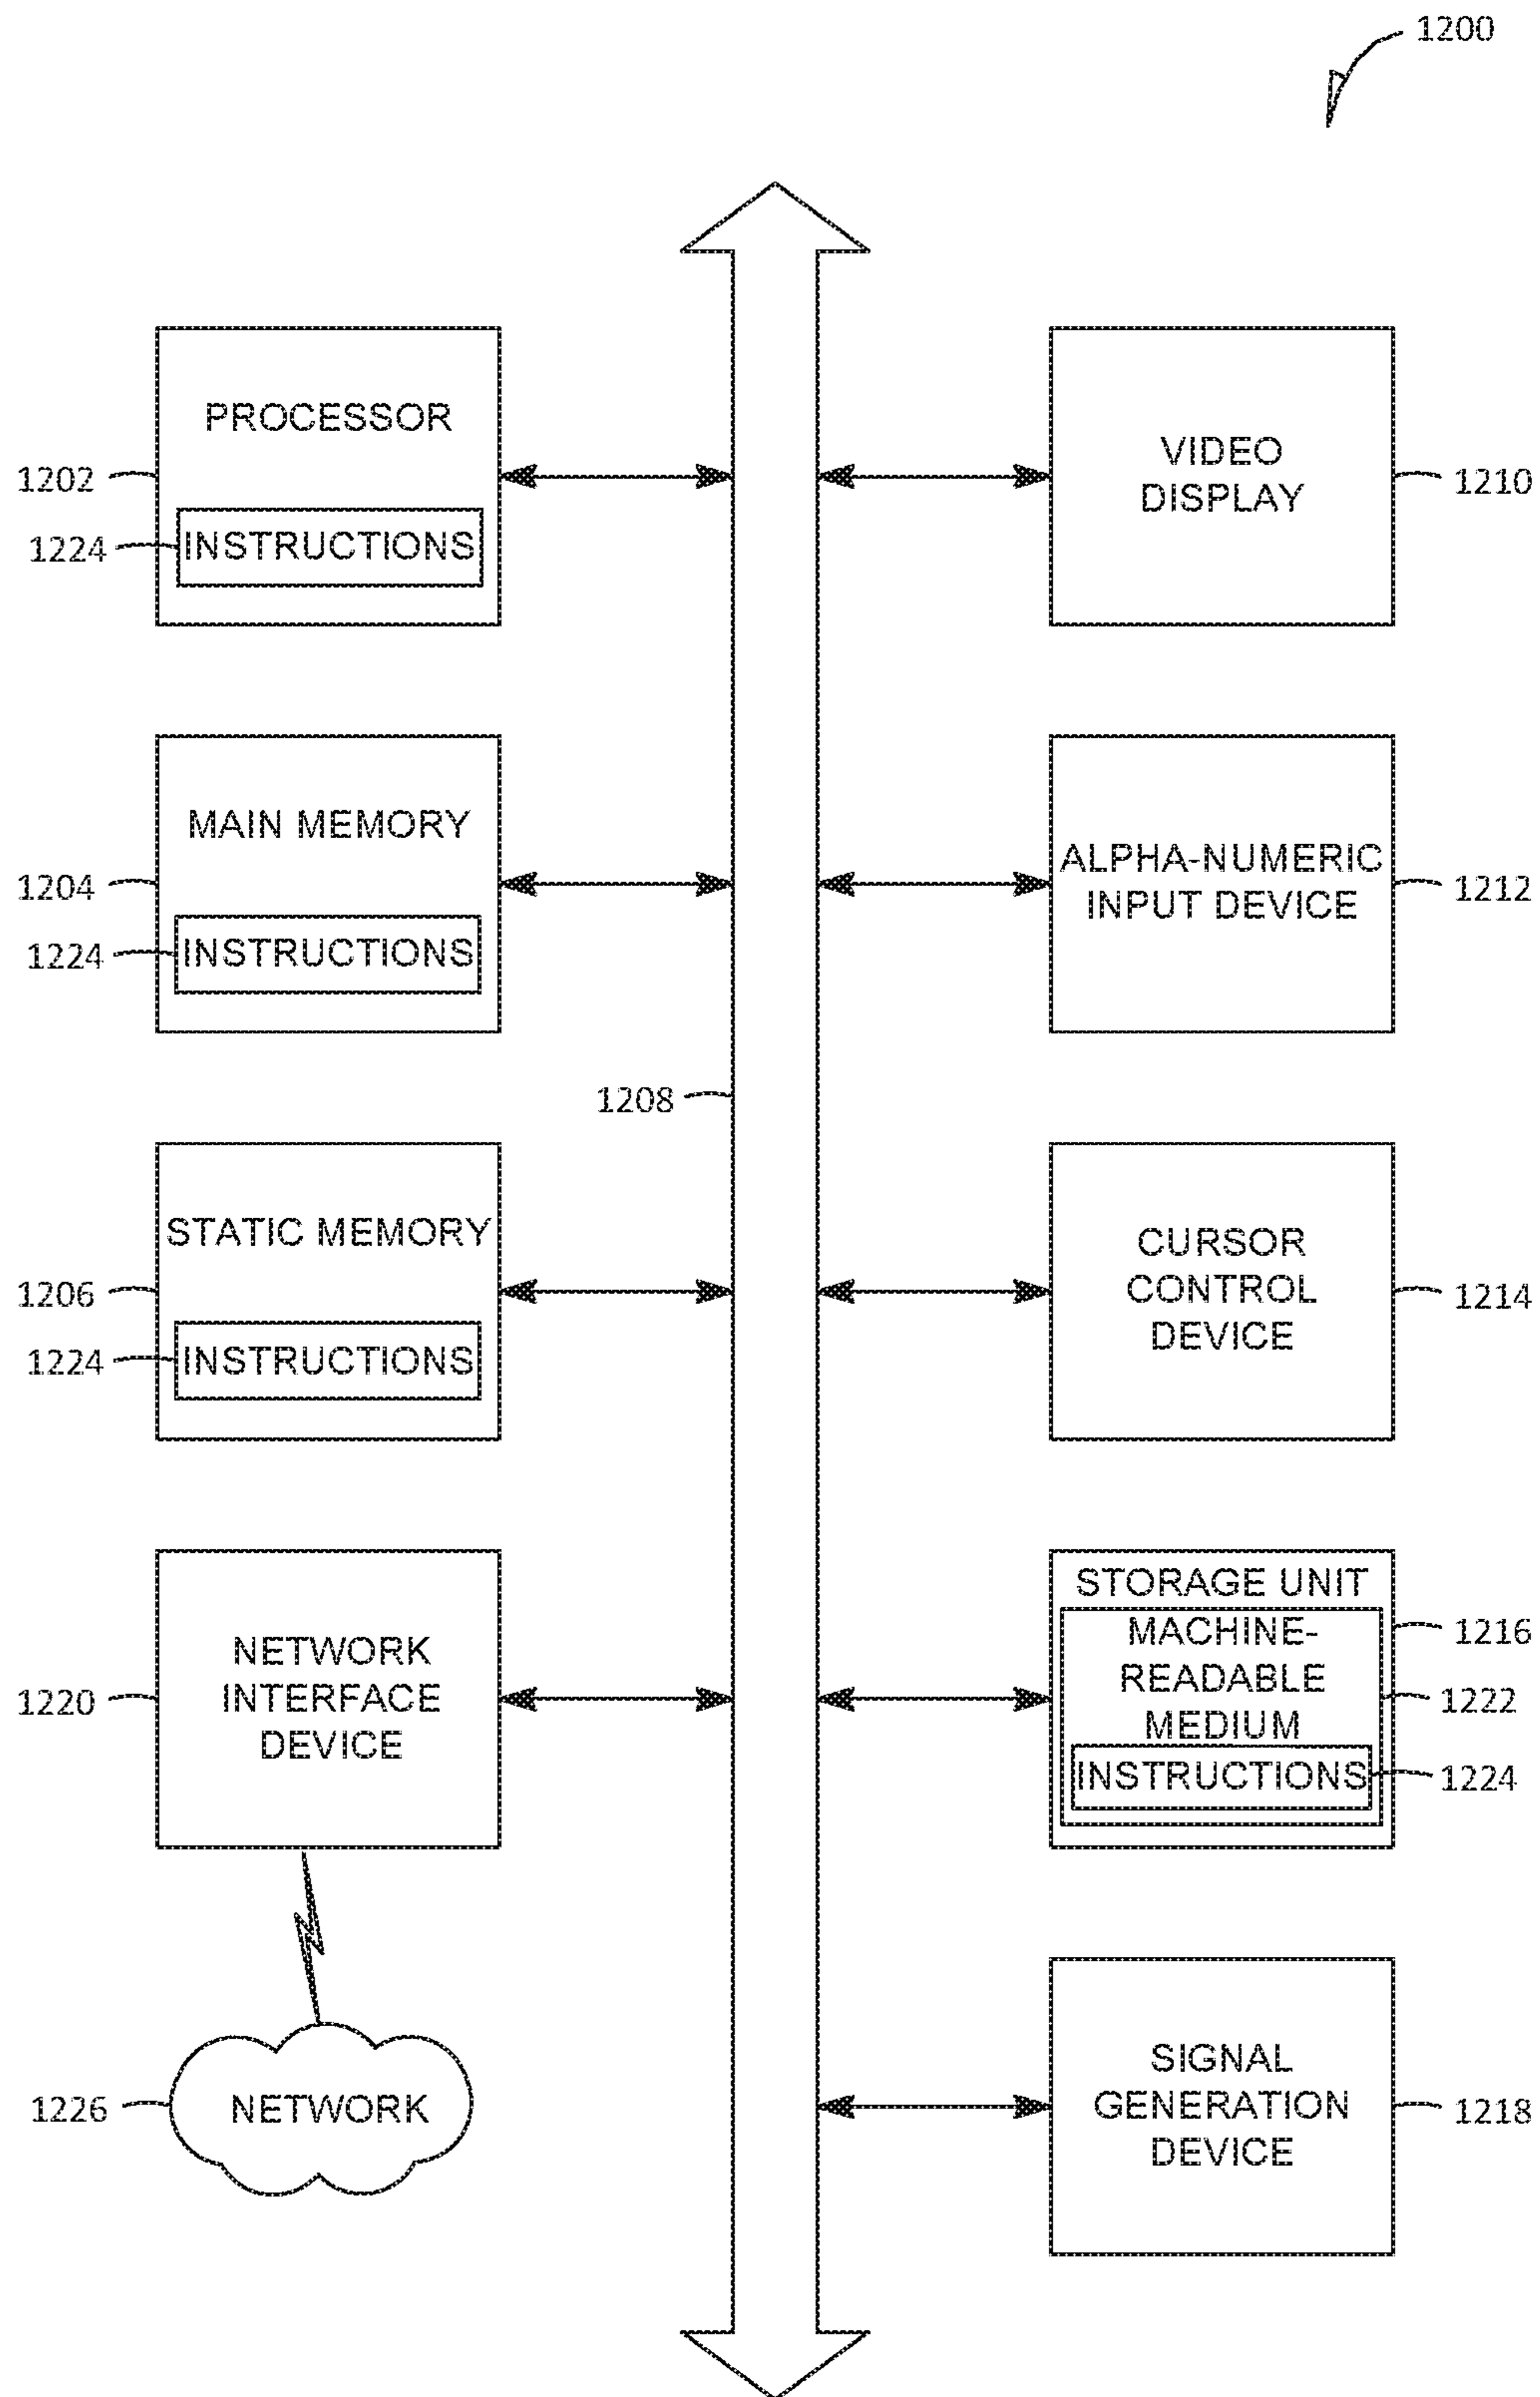 1200
PROCESSOR
1202
1224
INSTRUCTIONS
VIDEO
DISPLAY
1210
MAIN MEMORY
1204
1224
INSTRUCTIONS
ALPHA-NUMERIC
INPUT DEVICE
1212
1208
STATIC MEMORY
1206
1224
INSTRUCTIONS
CURSOR
CONTROL
DEVICE
1214
NETWORK
INTERFACE
DEVICE
1220
STORAGE UNIT
MACHINE-
READABLE
MEDIUM
INSTRUCTIONS
1216
1222
1224
1226
NETWORK
SIGNAL
GENERATION
DEVICE
1218